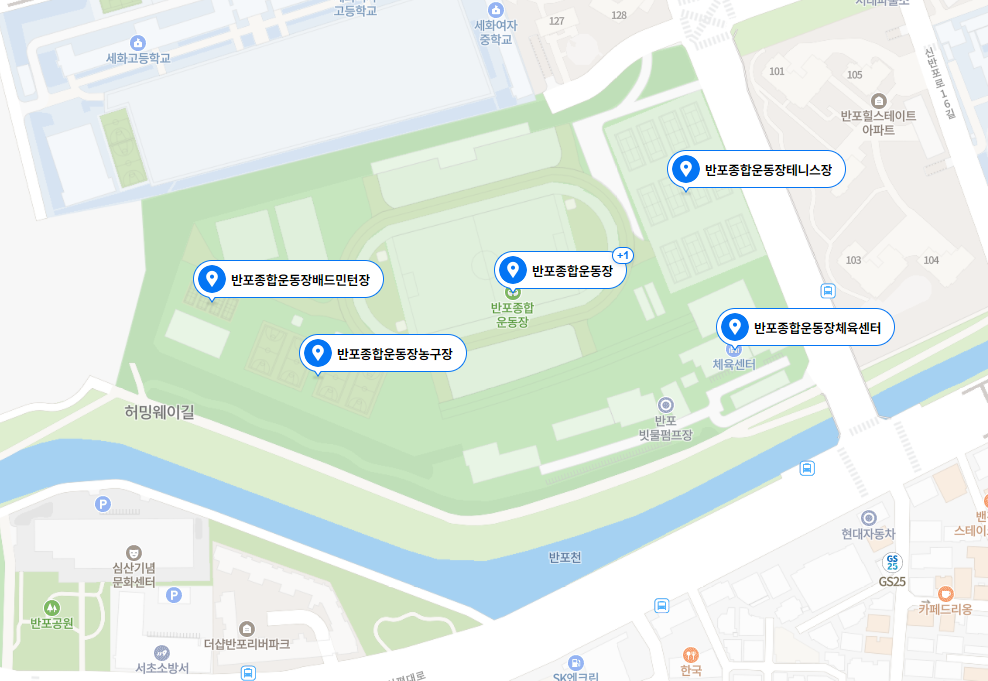 고등학교
세화여자
중학교
127
128
세화고등학교
101
105
신반포로16길
반포힐스테이트
아파트
반포종합운동장테니스장
103
104
+1
반포종합운동장
반포종합운동장배드민턴장
반포종합
운동장
반포종합운동장체육센터
반포종합운동장농구장
체육센터
허밍웨이길
반포
빗물펌프장
P
현대자동차
스테이
심산기념
문화센터
반포천
GS
25
GS25
P
카페드리옹
반포공원
더샵반포리버파크
서초소방서
한국
SK엔크린